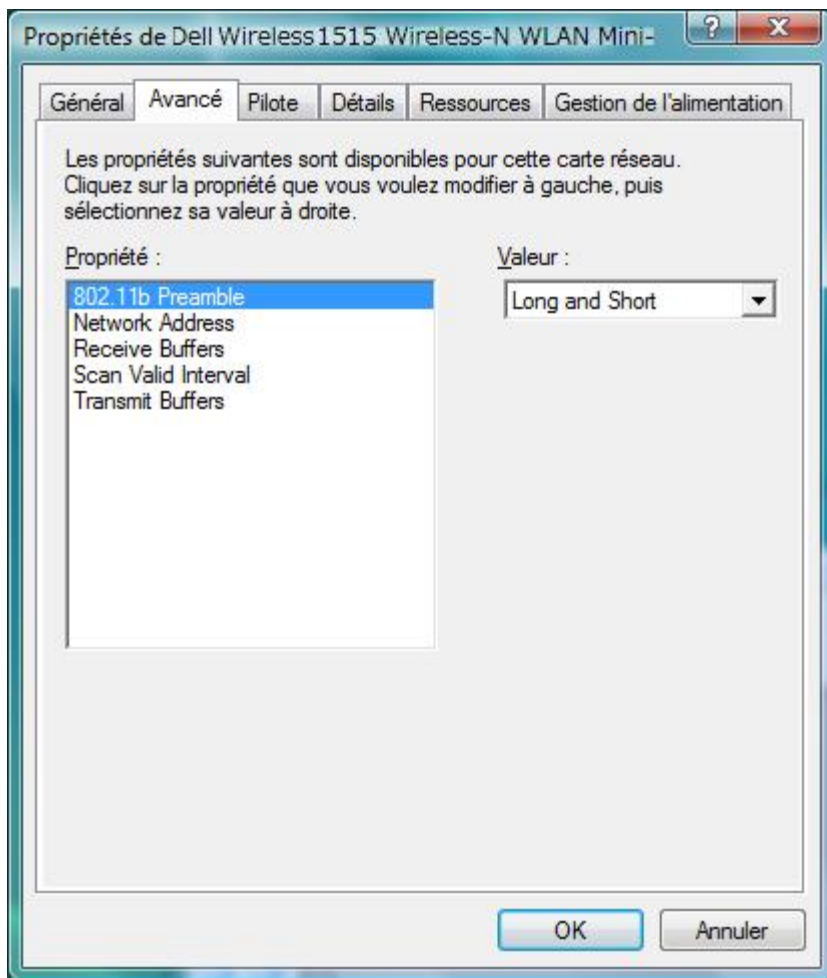 Propriétés de Dell Wireless1515 Wireless-N WLAN Mini-
Général Avancé Pilote Détails Ressources Gestion de l'alimentation
Les propriétés suivantes sont disponibles pour cette carte réseau.
Cliquez sur la propriété que vous voulez modifier à gauche, puis
sélectionnez sa valeur à droite.
Propriété :
802.11b Preamble
Network Address
Receive Buffers
Scan Valid Interval
Transmit Buffers
Valeur :
Long and Short
OK Annuler